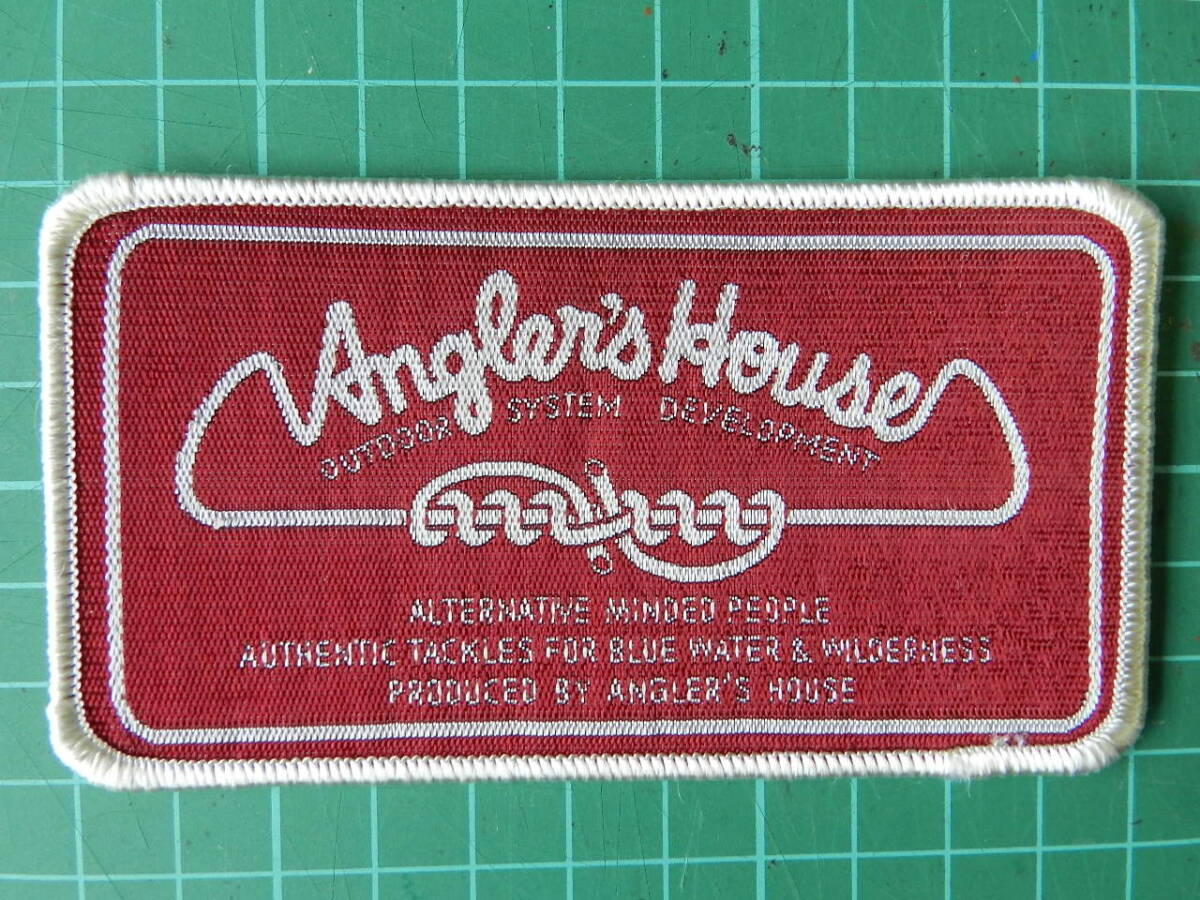 Angler's House
OUTDOOR SYSTEM DEVELOPMENT
ALTERNATIVE MINDED PEOPLE
AUTHENTIC TACKLES FOR BLUE WATER & WILDERNESS
PRODUCED BY ANGLER'S HOUSE